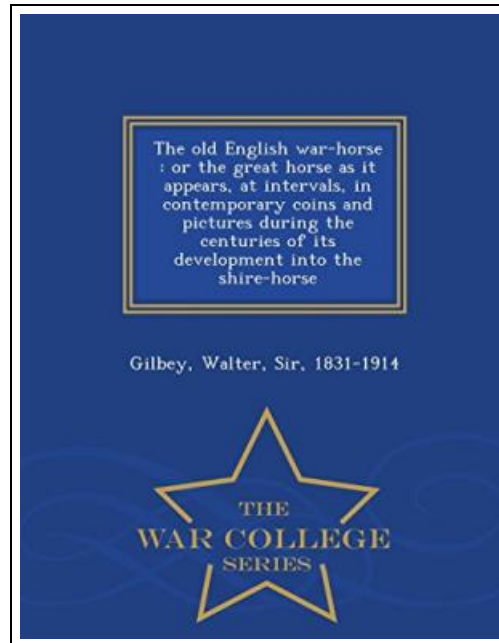 The old English war-horse
: or the great horse as it
appears, at intervals, in
contemporary coins and
pictures during the
centuries of its
development into the
shire-horse
Gilbey, Walter, Sir, 1831-1914
THE
WAR COLLEGE
SERIES